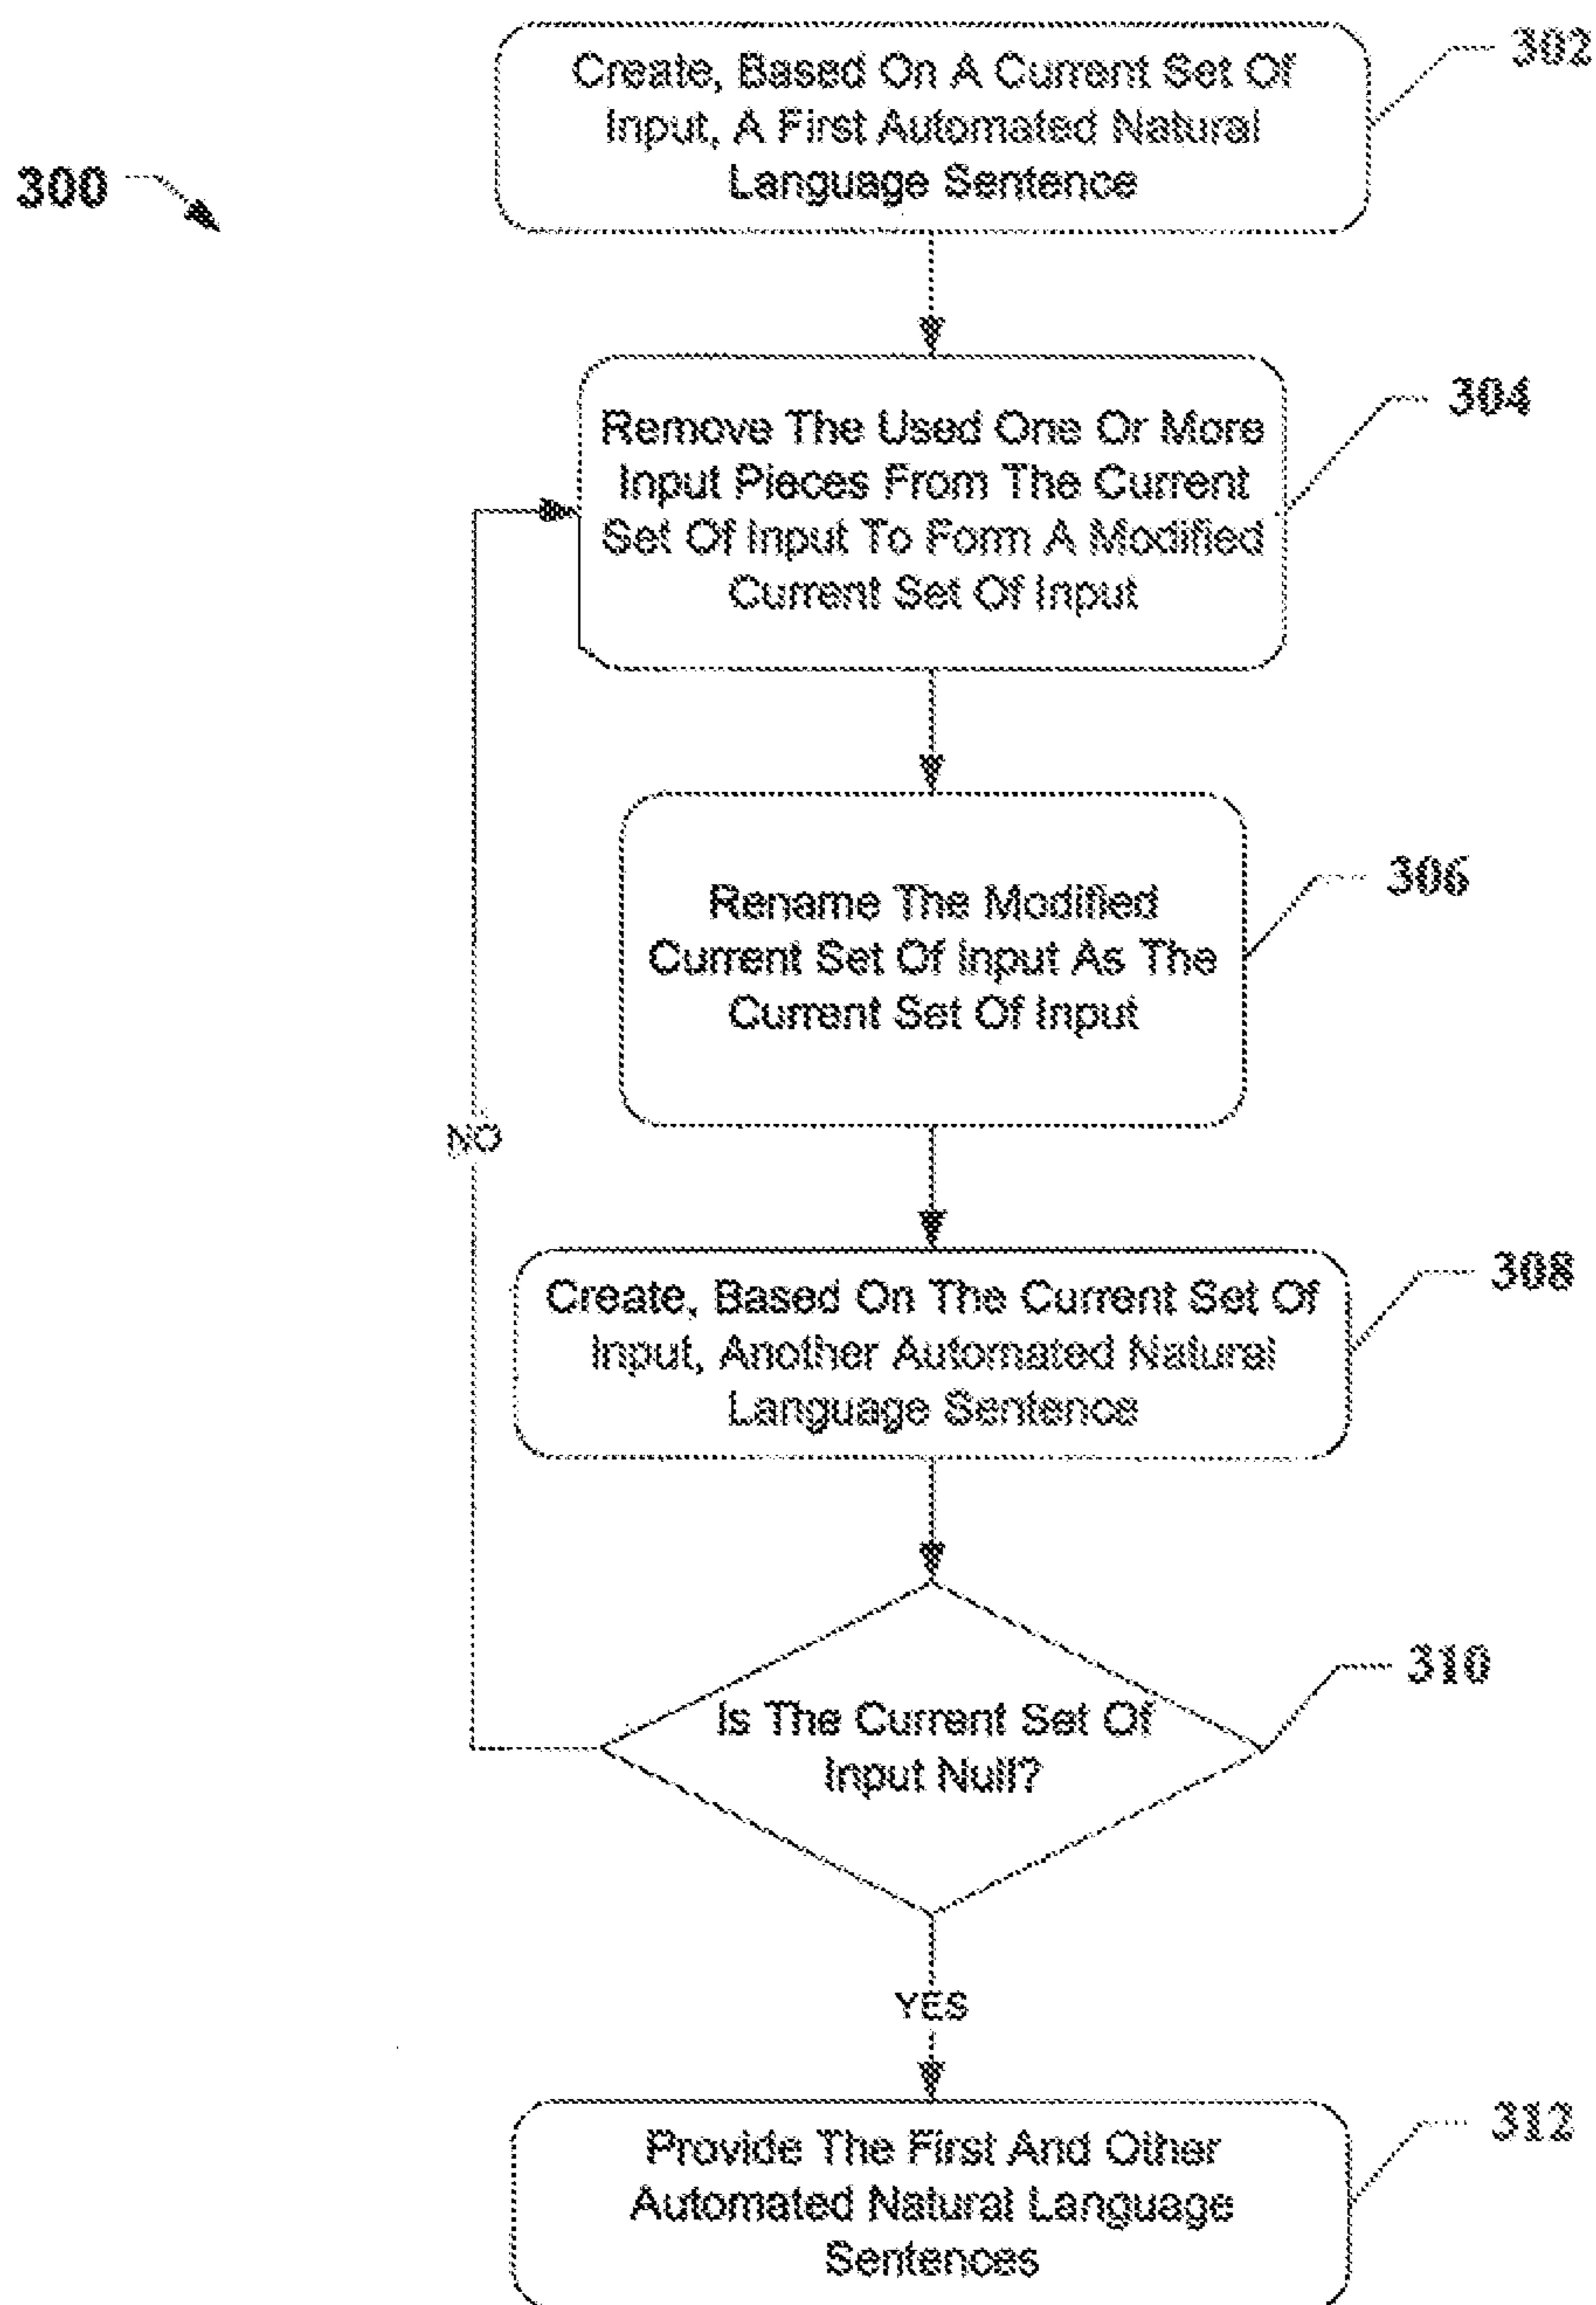 302
Create, Based On A Current Set Of
Input, A First Automated Natural
Language Sentence
300
304
Remove The Used One Or More
Input Pieces From The Current
Set Of Input To Form A Modified
Current Set Of Input
306
Rename The Modified
Current Set Of Input As The
Current Set Of Input
NO
308
Create, Based On The Current Set Of
Input, Another Automated Natural
Language Sentence
310
Is The Current Set Of
Input Null?
YES
312
Provide The First And Other
Automated Natural Language
Sentences